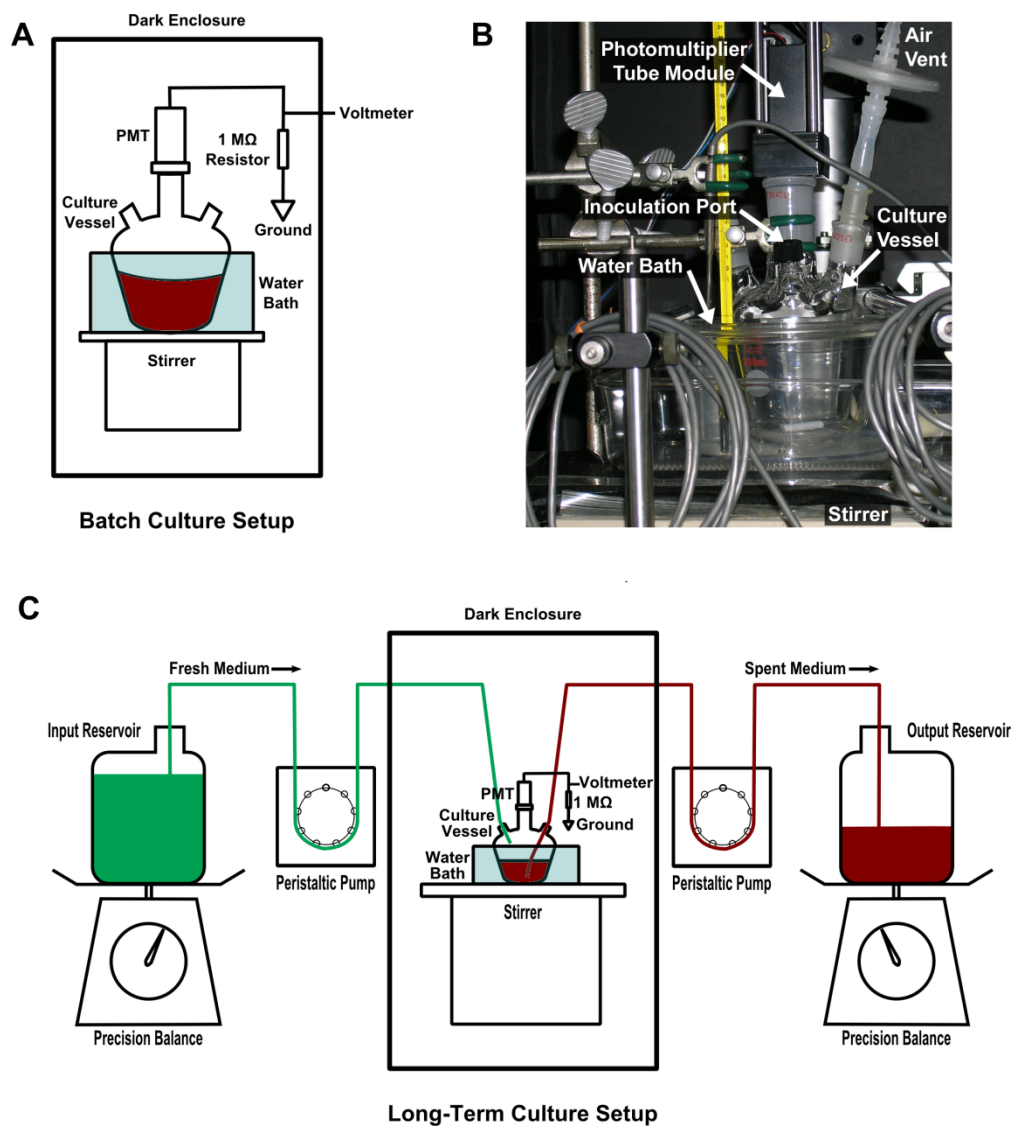 A
Dark Enclosure
PMT
Voltmeter
1 MΩ
Resistor
Culture
Vessel
Ground
Water
Bath
Stirrer
Batch Culture Setup
B
Photomultiplier
Tube Module
Air
Vent
Inoculation Port
Culture
Vessel
Water Bath
Stirrer
C
Dark Enclosure
Fresh Medium
Spent Medium
Input Reservoir
Output Reservoir
PMT
Voltmeter
1 MΩ
Culture
Vessel
Ground
Water
Bath
Peristaltic Pump
Peristaltic Pump
Stirrer
Precision Balance
Precision Balance
Long-Term Culture Setup